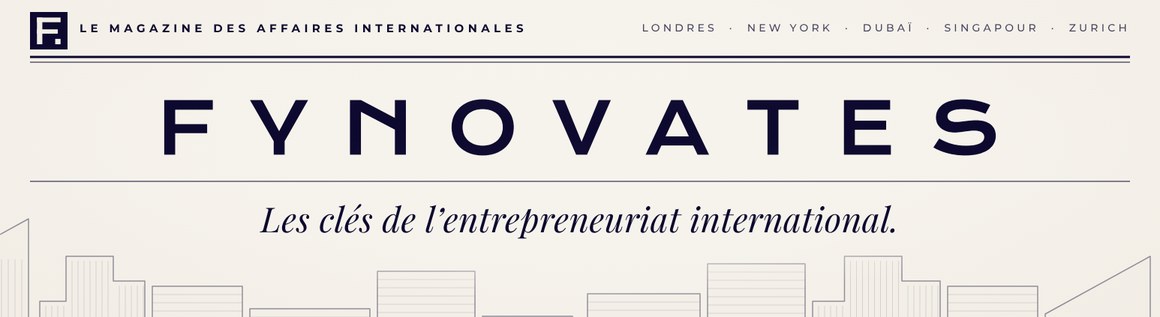 F.
LE MAGAZINE DES AFFAIRES INTERNATIONALES
LONDRES · NEW YORK · DUBAÏ · SINGAPOUR · ZURICH
FYNOVATES
Les clés de l’entrepreneuriat international.